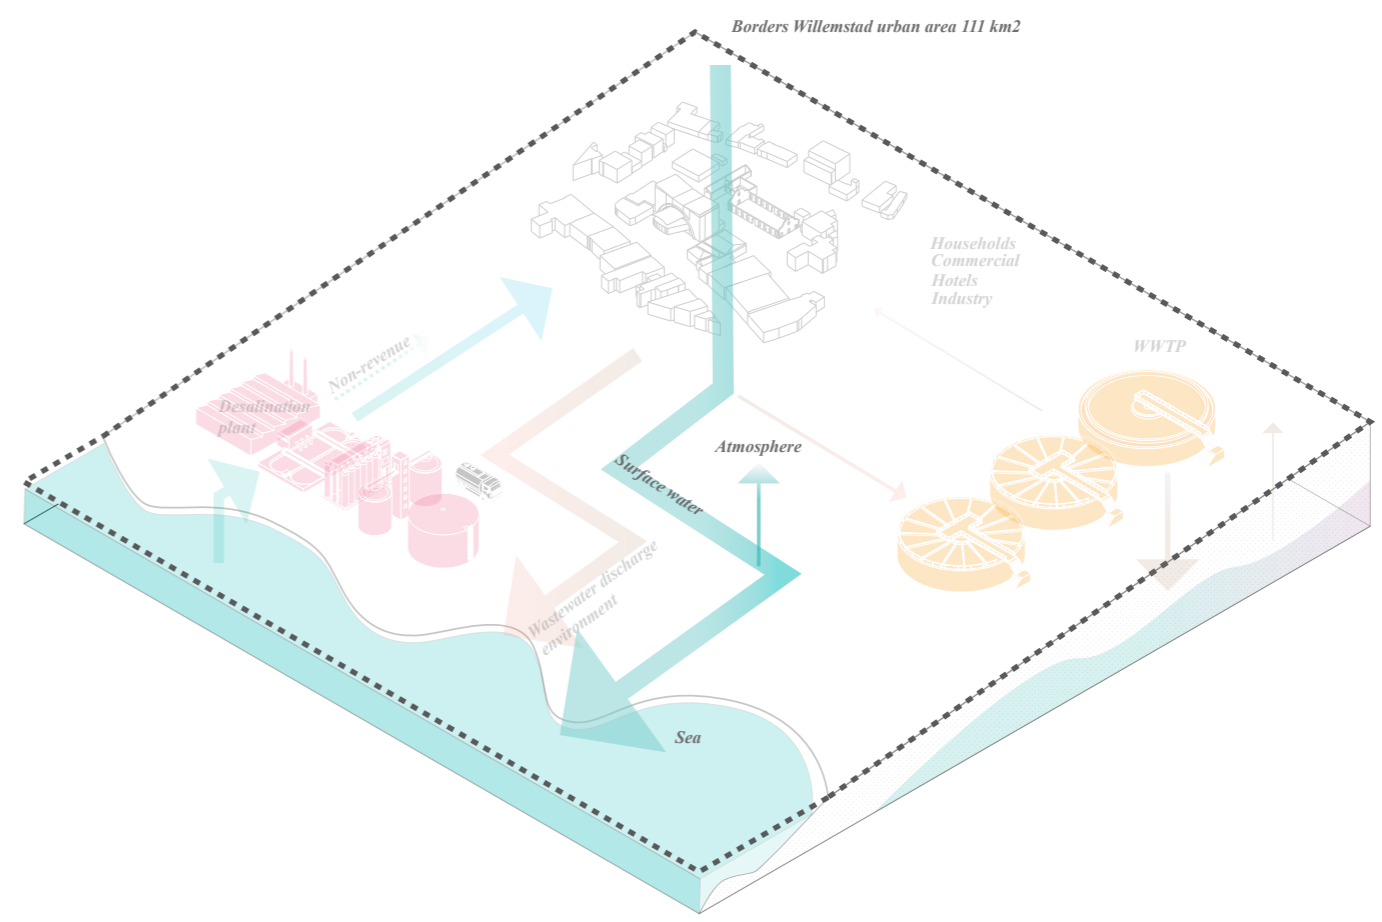 Borders Willemstad urban area 111 km2
Households
Commercial
Hotels
Industry
WWTP
Non-revenue
Desalination
plant
Atmosphere
Surface water
Wastewater discharge
environment
Sea